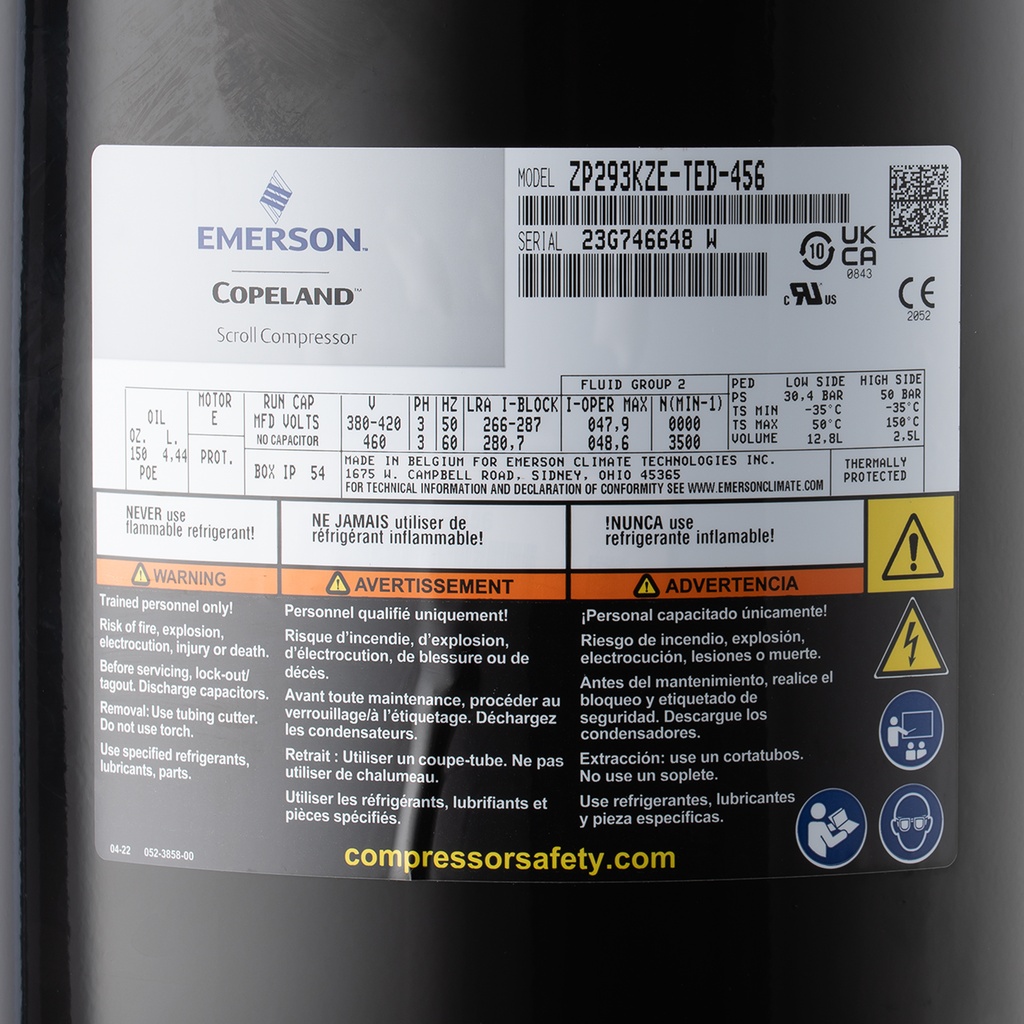 EMERSON™
COPELAND™
Scroll Compressor
MODEL ZP293KZE-TED-456
SERIAL 23G746648 W
10
UK
CA
0843
c RU US
CE
2052
OIL
OZ. L.
150 4,44
POE
MOTOR
E
PROT.
RUN CAP
MFD VOLTS
NO CAPACITOR
BOX IP 54
V
380-420
460
PH
3
3
HZ
50
60
LRA I-BLOCK
266-287
280,7
FLUID GROUP 2
I-OPER MAX
047,9
048,6
N(MIN-1)
0000
3500
PED LOW SIDE HIGH SIDE
PS 30,4 BAR 50 BAR
TS MIN -35°C -35°C
TS MAX 50°C 150°C
VOLUME 12,8L 2,5L
MADE IN BELGIUM FOR EMERSON CLIMATE TECHNOLOGIES INC.
1675 W. CAMPBELL ROAD, SIDNEY, OHIO 45365
FOR TECHNICAL INFORMATION AND DECLARATION OF CONFORMITY SEE WWW.EMERSONCLIMATE.COM
THERMALLY
PROTECTED
NEVER use
flammable refrigerant!
WARNING
Trained personnel only!
Risk of fire, explosion,
electrocution, injury or death.
Before servicing, lock-out/
tagout. Discharge capacitors.
Removal: Use tubing cutter.
Do not use torch.
Use specified refrigerants,
lubricants, parts.
NE JAMAIS utiliser de
réfrigérant inflammable!
AVERTISSEMENT
Personnel qualifié uniquement!
Risque d'incendie, d'explosion,
d'électrocution, de blessure ou de
décès.
Avant toute maintenance, procéder au
verrouillage/à l'étiquetage. Déchargez
les condensateurs.
Retrait : Utiliser un coupe-tube. Ne pas
utiliser de chalumeau.
Utiliser les réfrigérants, lubrifiants et
pièces spécifiés.
!NUNCA use
refrigerante inflamable!
ADVERTENCIA
¡Personal capacitado únicamente!
Riesgo de incendio, explosión,
electrocución, lesiones o muerte.
Antes del mantenimiento, realice el
bloqueo y etiquetado de
seguridad. Descargue los
condensadores.
Extracción: use un cortatubos.
No use un soplete.
Use refrigerantes, lubricantes
y pieza específicas.
04-22 052-3858-00
compressorsafety.com